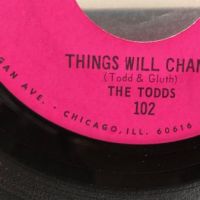 THINGS WILL CHAN
(Todd & Gluth)
THE TODDS
102
GAN AVE. - CHICAGO, ILL. 60616